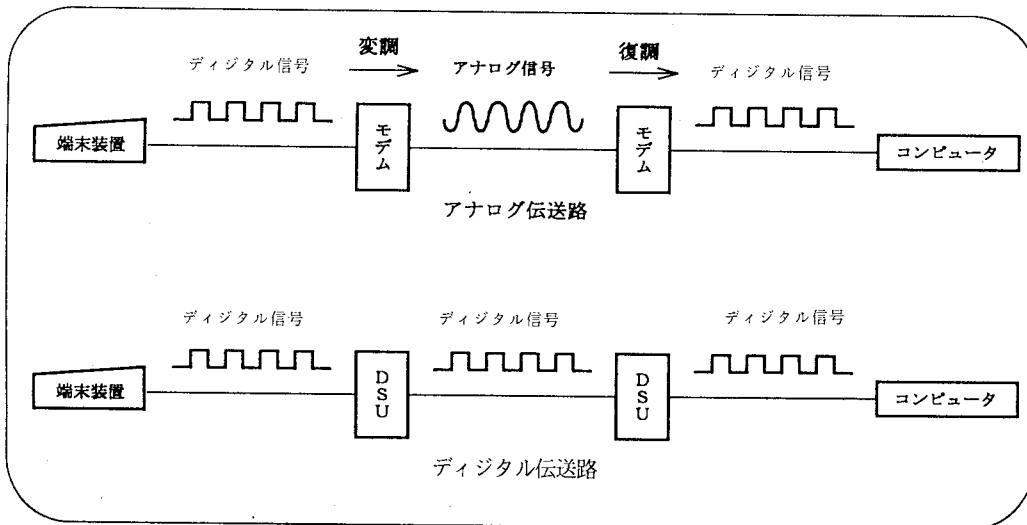 変調
復調
ディジタル信号
アナログ信号
ディジタル信号
端末装置
モデム
モデム
コンピュータ
アナログ伝送路
ディジタル信号
ディジタル信号
ディジタル信号
端末装置
DSU
DSU
コンピュータ
ディジタル伝送路